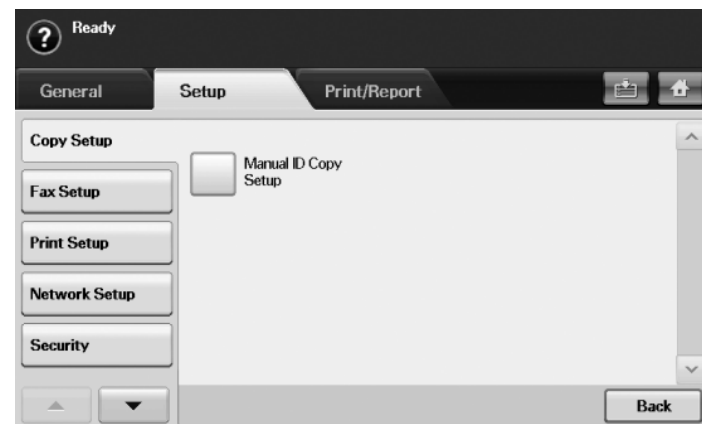 ?
Ready
General
Setup
Print/Report
Copy Setup
Manual ID Copy
Setup
Fax Setup
Print Setup
Network Setup
Security
Back